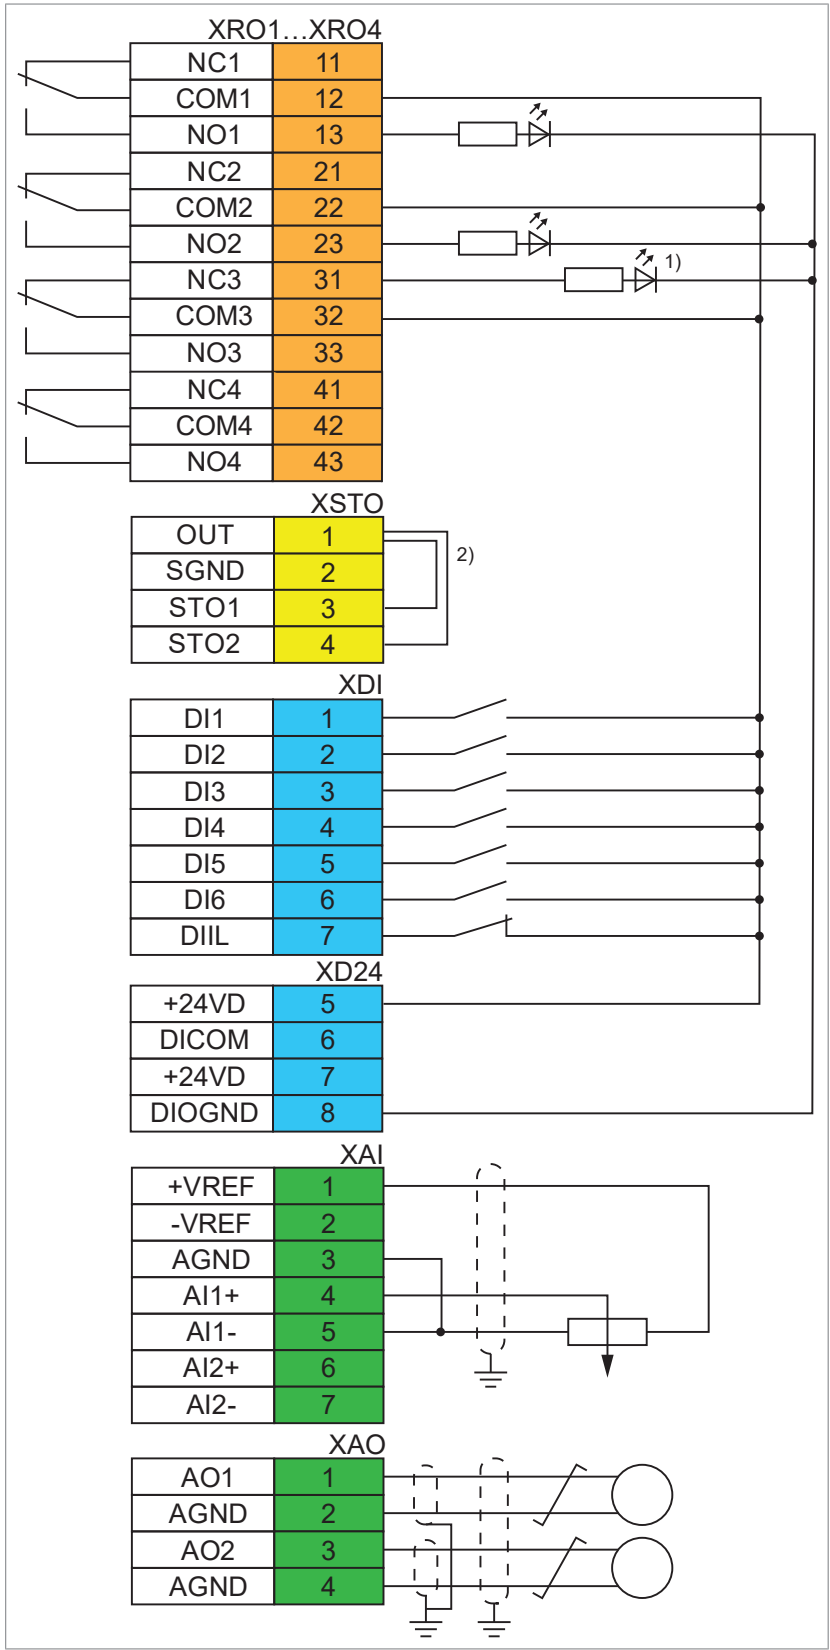 XRO1...XRO4
NC1 11
COM1 12
NO1 13
NC2 21
COM2 22
NO2 23
NC3 31 1)
COM3 32
NO3 33
NC4 41
COM4 42
NO4 43
XSTO
OUT 1
SGND 2 2)
STO1 3
STO2 4
XDI
DI1 1
DI2 2
DI3 3
DI4 4
DI5 5
DI6 6
DIIL 7
XD24
+24VD 5
DICOM 6
+24VD 7
DIOGND 8
XAI
+VREF 1
-VREF 2
AGND 3
AI1+ 4
AI1- 5
AI2+ 6
AI2- 7
XAO
AO1 1
AGND 2
AO2 3
AGND 4